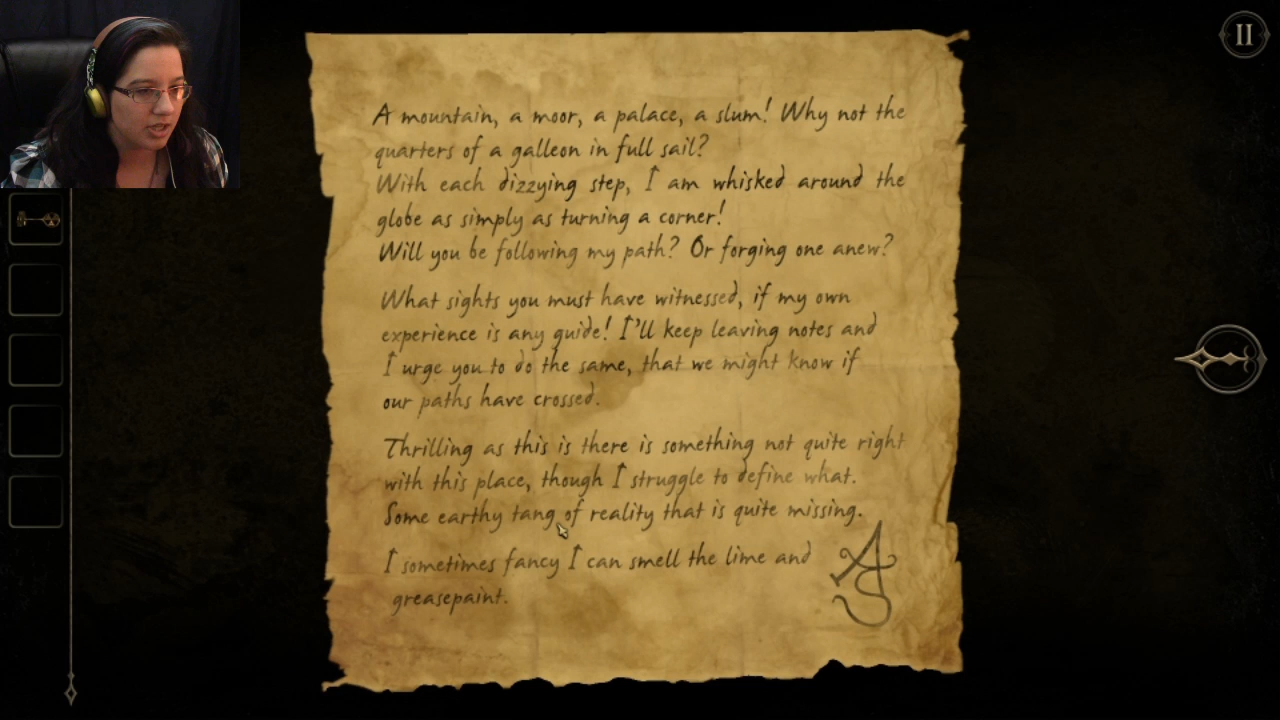 A mountain, a moor, a palace, a slum! Why not the
quarters of a galleon in full sail?
With each dizzying step, I am whisked around the
globe as simply as turning a corner!
Will you be following my path? Or forging one anew?
What sights you must have witnessed, if my own
experience is any guide! I'll keep leaving notes and
I urge you to do the same, that we might know if
our paths have crossed.
Thrilling as this is there is something not quite right
with this place, though I struggle to define what.
Some earthy tang of reality that is quite missing.
I sometimes fancy I can smell the lime and
greasepaint.
AS
II